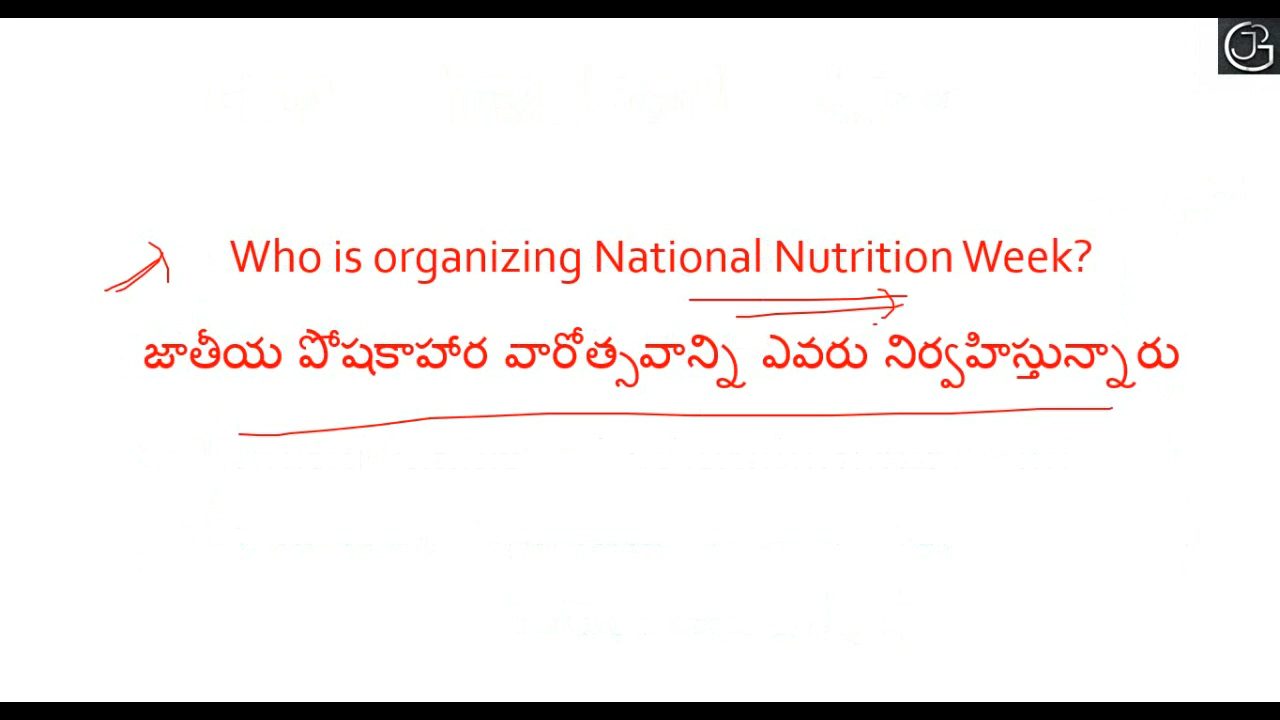 Who is organizing National Nutrition Week?
జాతీయ పోషకాహార వారోత్సవాన్ని ఎవరు నిర్వహిస్తున్నారు